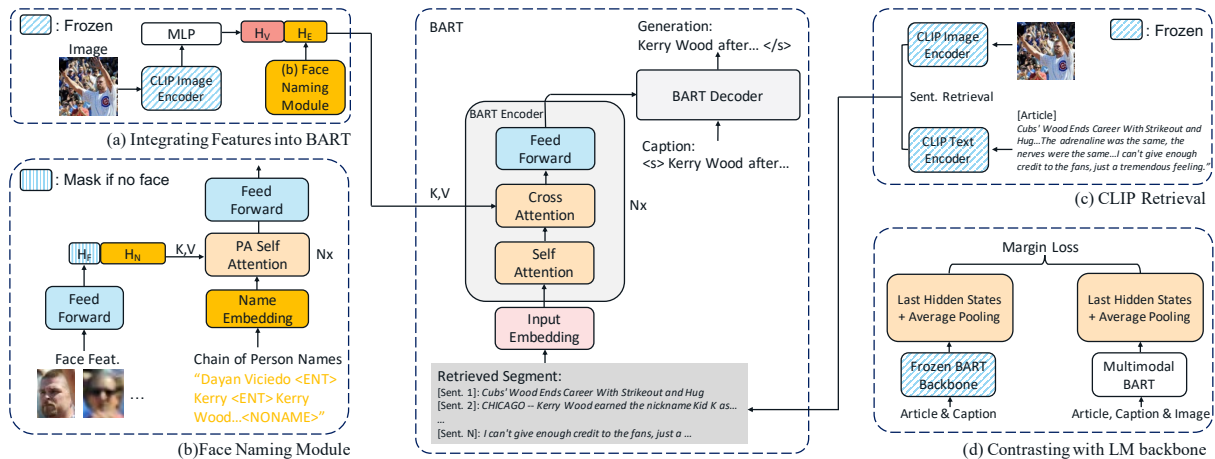 : Frozen
Image
MLP
H_V
H_E
CLIP Image
Encoder
(b) Face
Naming
Module
(a) Integrating Features into BART
: Mask if no face
Feed
Forward
H_F
H_N
K,V
PA Self
Attention
Nx
Feed
Forward
Name
Embedding
Face Feat.
Chain of Person Names
“Dayan Viciedo <ENT>
Kerry <ENT> Kerry
Wood...<NONAME>”
...
(b)Face Naming Module
BART
Generation:
Kerry Wood after... </s>
BART Decoder
BART Encoder
Feed
Forward
Caption:
<s> Kerry Wood after...
K,V
Cross
Attention
Nx
Self
Attention
Input
Embedding
Retrieved Segment:
[Sent. 1]: Cubs' Wood Ends Career With Strikeout and Hug
[Sent. 2]: CHICAGO -- Kerry Wood earned the nickname Kid K as...
...
[Sent. N]: I can't give enough credit to the fans, just a ...
CLIP Image
Encoder
: Frozen
Sent. Retrieval
CLIP Text
Encoder
[Article]
Cubs' Wood Ends Career With Strikeout and
Hug...The adrenaline was the same, the
nerves were the same...I can't give enough
credit to the fans, just a tremendous feeling.”
(c) CLIP Retrieval
Margin Loss
Last Hidden States
+ Average Pooling
Last Hidden States
+ Average Pooling
Frozen BART
Backbone
Multimodal
BART
Article & Caption
Article, Caption & Image
(d) Contrasting with LM backbone